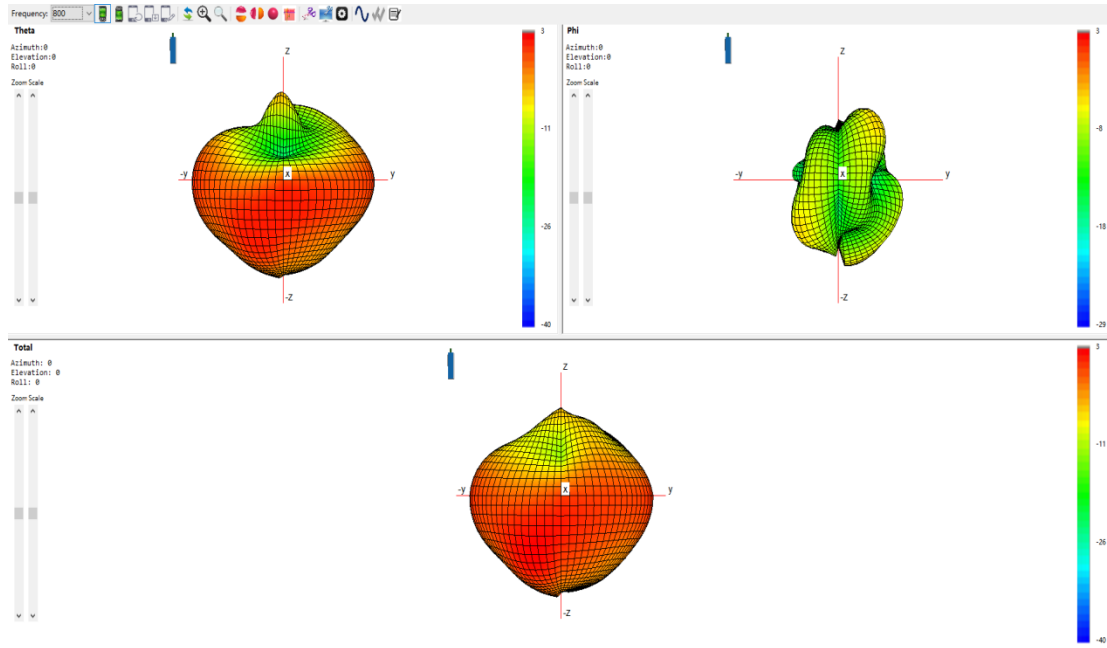 Frequency: 800
Theta
Azimuth:0
Elevation:0
Roll:0
Zoom Scale
Z
-y
X
y
-Z
3
-11
-26
-40
Phi
Azimuth:0
Elevation:0
Roll:0
Zoom Scale
Z
-y
X
y
-Z
3
-8
-18
-29
Total
Azimuth: 0
Elevation: 0
Roll: 0
Zoom Scale
Z
-y
X
y
-Z
3
-11
-26
-40